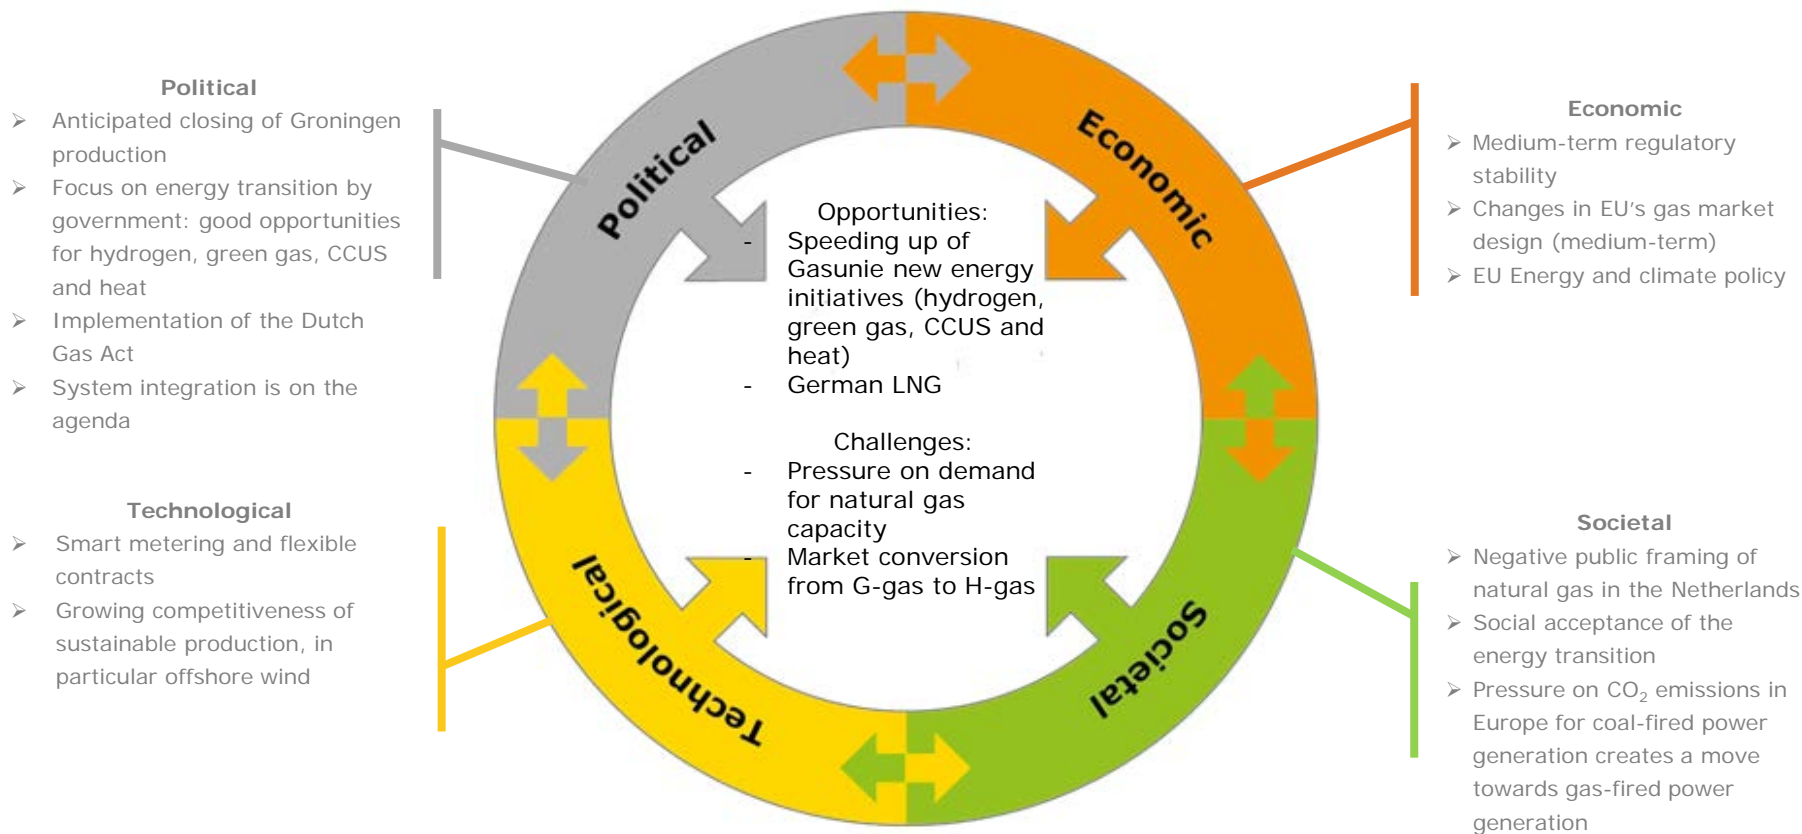 Political
➢ Anticipated closing of Groningen
production
➢ Focus on energy transition by
government: good opportunities
for hydrogen, green gas, CCUS
and heat
➢ Implementation of the Dutch
Gas Act
➢ System integration is on the
agenda
Technological
➢ Smart metering and flexible
contracts
➢ Growing competitiveness of
sustainable production, in
particular offshore wind
Political
Economic
Technological
Societal
Opportunities:
- Speeding up of
Gasunie new energy
initiatives (hydrogen,
green gas, CCUS and
heat)
- German LNG
Challenges:
- Pressure on demand
for natural gas
capacity
- Market conversion
from G-gas to H-gas
Economic
➢ Medium-term regulatory
stability
➢ Changes in EU's gas market
design (medium-term)
➢ EU Energy and climate policy
Societal
➢ Negative public framing of
natural gas in the Netherlands
➢ Social acceptance of the
energy transition
➢ Pressure on CO₂ emissions in
Europe for coal-fired power
generation creates a move
towards gas-fired power
generation